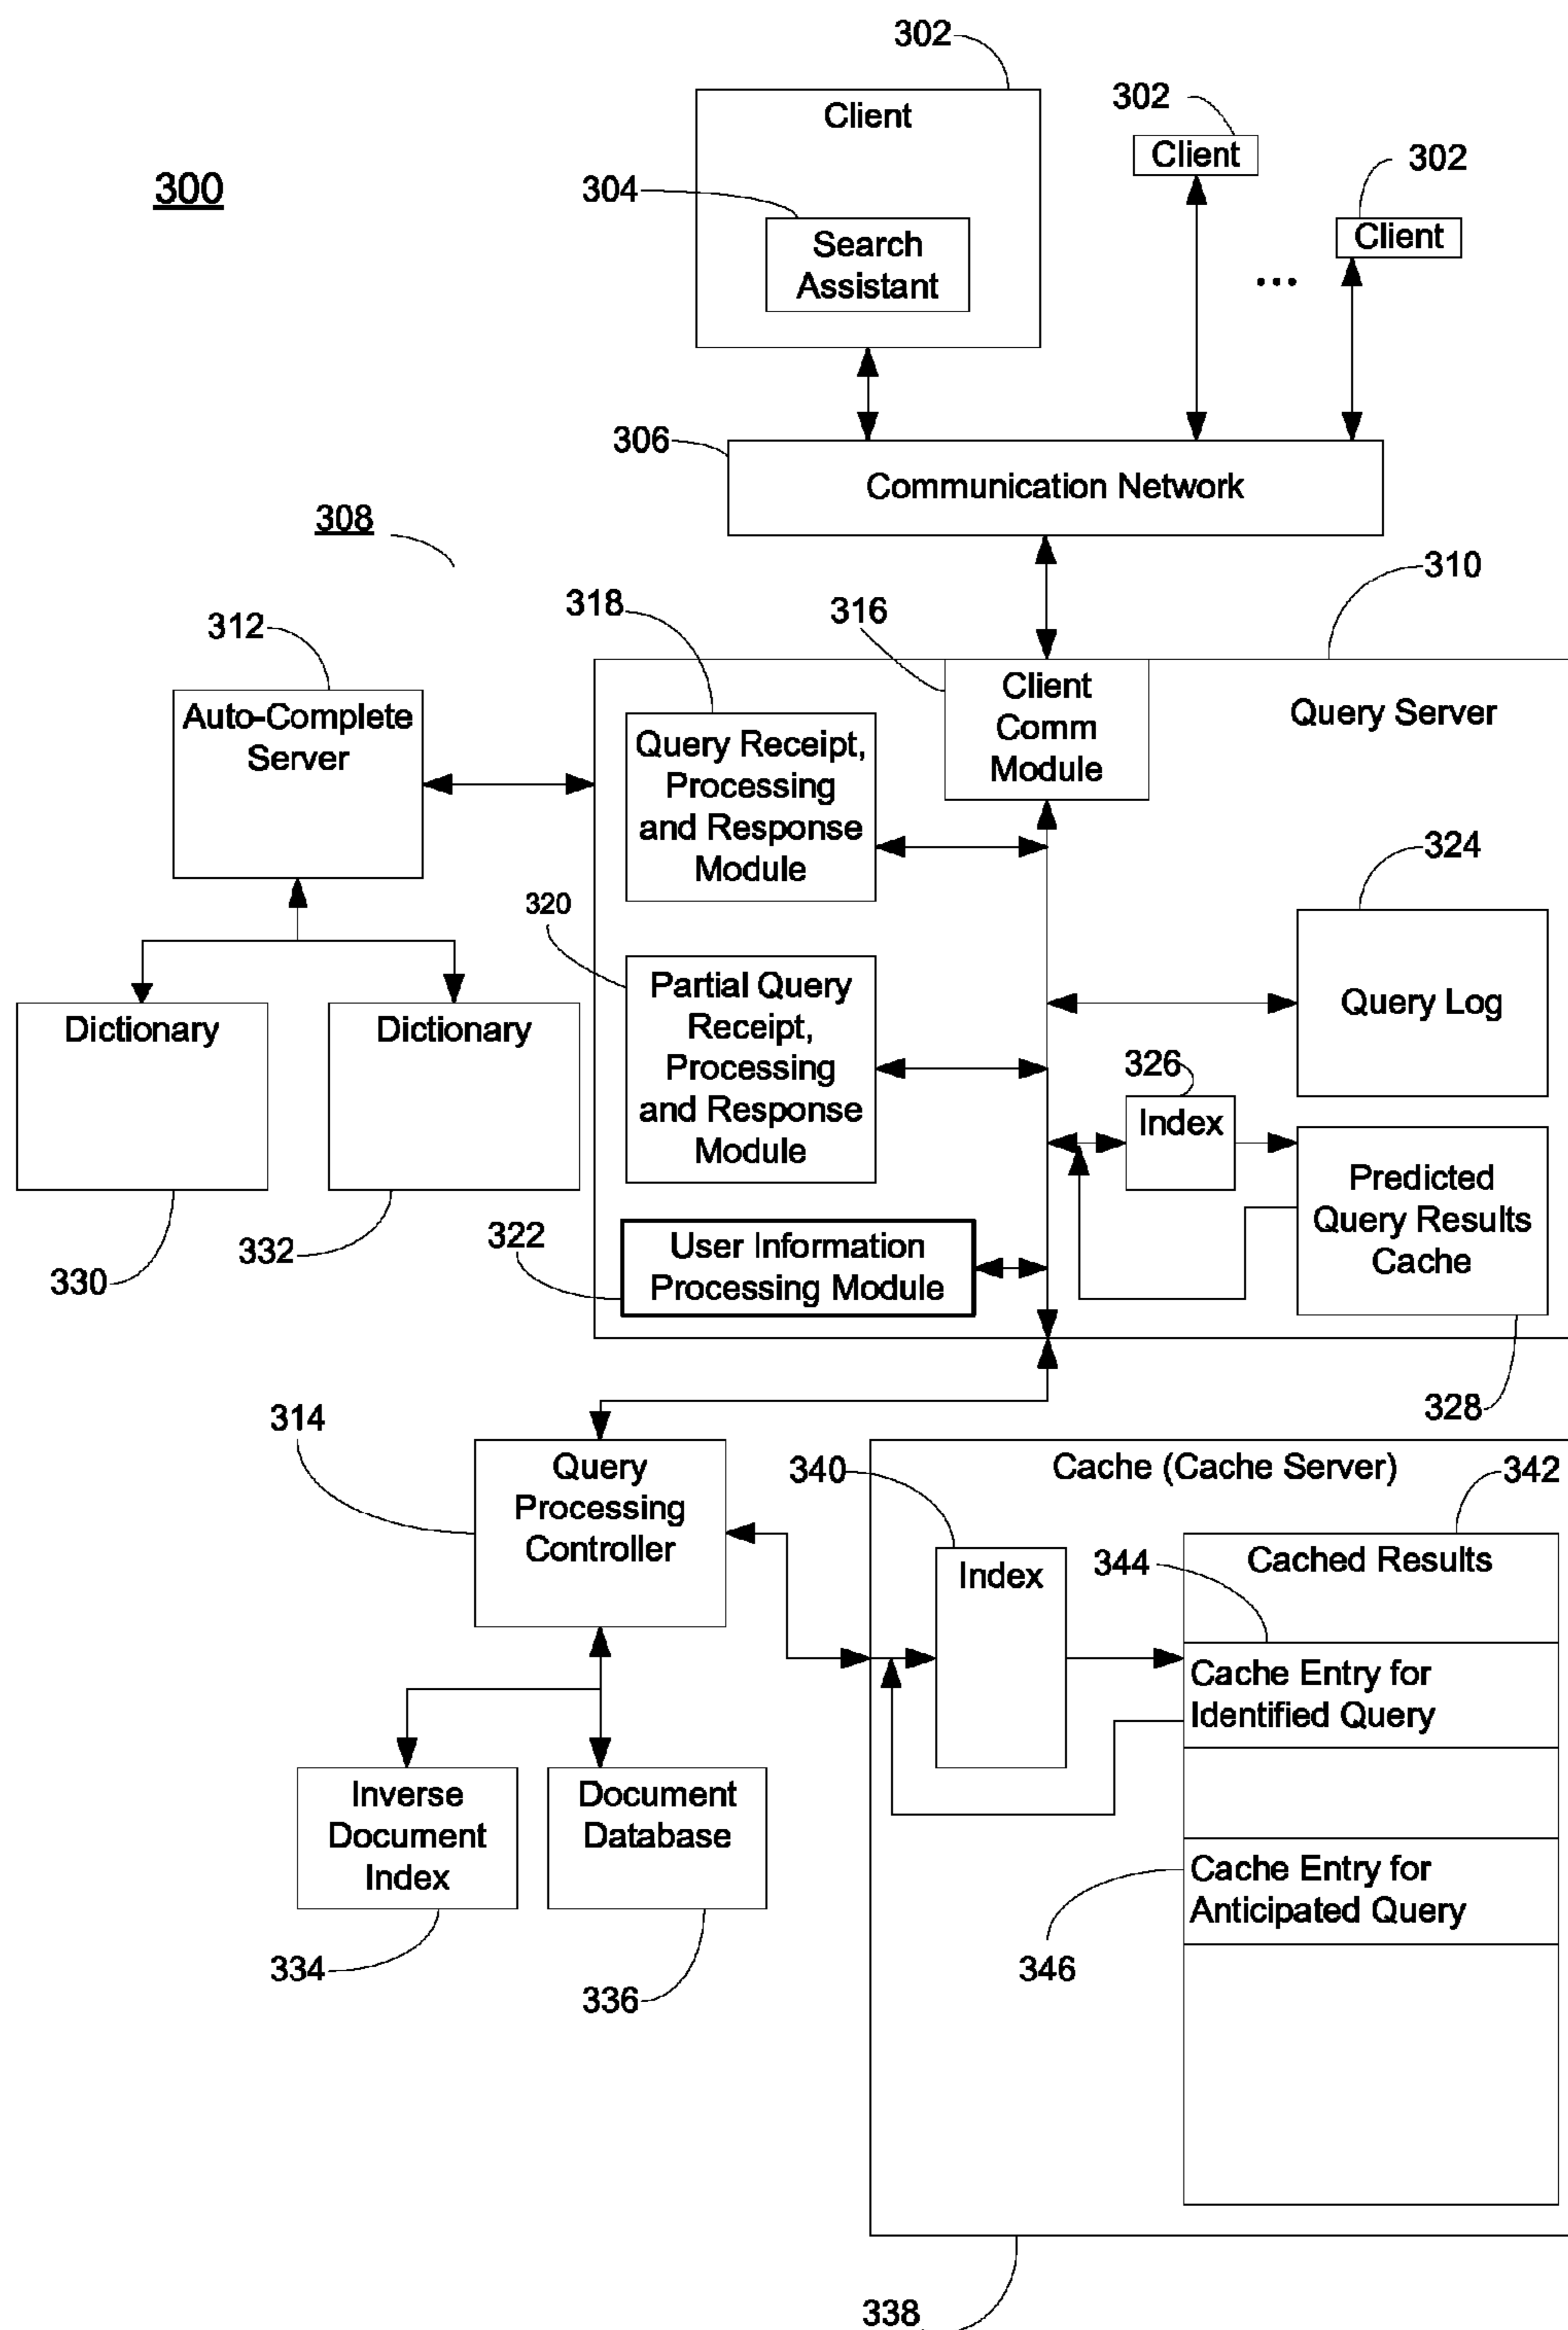 302
Client
302
Client
302
Client
300
304
Search
Assistant
...
306
Communication Network
308
310
318
316
312
Client
Comm
Module
Query Server
Auto-Complete
Server
Query Receipt,
Processing
and Response
Module
324
320
Query Log
Partial Query
Receipt,
Processing
and Response
Module
Dictionary
Dictionary
326
Index
Predicted
Query Results
Cache
322
User Information
Processing Module
332
330
328
314
Query
Processing
Controller
340
Cache (Cache Server)
342
Index
344
Cached Results
Cache Entry for
Identified Query
Inverse
Document
Index
Document
Database
Cache Entry for
Anticipated Query
334
336
346
338